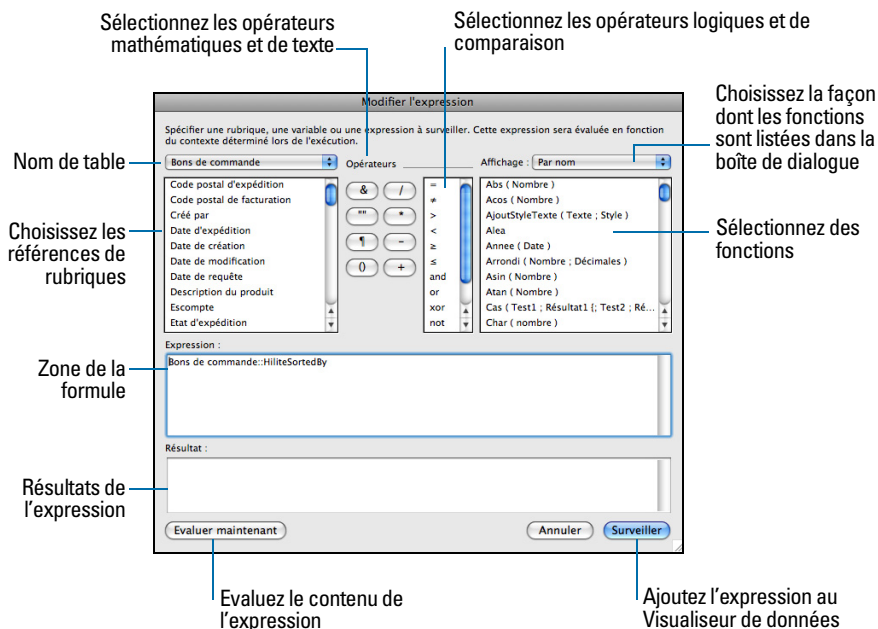 Sélectionnez les opérateurs
mathématiques et de texte
Sélectionnez les opérateurs logiques et de
comparaison
Choisissez la façon
dont les fonctions
sont listées dans la
boîte de dialogue
Modifier l'expression
Spécifier une rubrique, une variable ou une expression à surveiller. Cette expression sera évaluée en fonction
du contexte déterminé lors de l'exécution.
Nom de table
Bons de commande
Opérateurs
Affichage : Par nom
Choisissez les
références de
rubriques
Code postal d'expédition
Code postal de facturation
Créé par
Date d'expédition
Date de création
Date de modification
Date de requête
Description du produit
Escompte
Etat d'expédition
& /
"" *
¶ -
() +
=
≠
>
<
≥
≤
and
or
xor
not
Abs ( Nombre )
Acos ( Nombre )
AjoutStyleTexte ( Texte ; Style )
Alea
Annee ( Date )
Arrondi ( Nombre ; Décimales )
Asin ( Nombre )
Atan ( Nombre )
Cas ( Test1 ; Résultat1 {; Test2 ; Ré...
Char ( nombre )
Sélectionnez des
fonctions
Expression :
Zone de la
formule
Bons de commande::HiliteSortedBy
Résultat :
Résultats de
l'expression
Evaluer maintenant
Annuler
Surveiller
Evaluez le contenu de
l'expression
Ajoutez l'expression au
Visualiseur de données